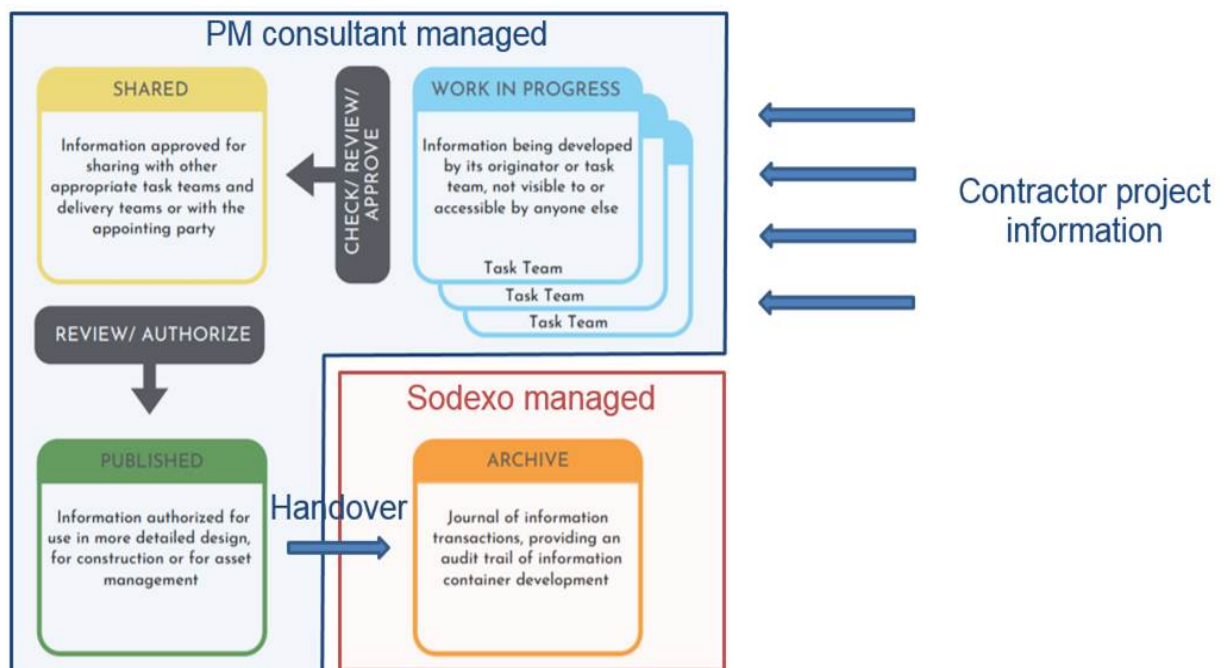 PM consultant managed
SHARED
Information approved for
sharing with other
appropriate task teams and
delivery teams or with the
appointing party
CHECK/ REVIEW/
APPROVE
WORK IN PROGRESS
Information being developed
by its originator or task
team, not visible to or
accessible by anyone else
Task Team
Task Team
Task Team
Contractor project
information
REVIEW/ AUTHORIZE
PUBLISHED
Information authorized for
use in more detailed design,
for construction or for asset
management
Handover
Sodexo managed
ARCHIVE
Journal of information
transactions, providing an
audit trail of information
container development